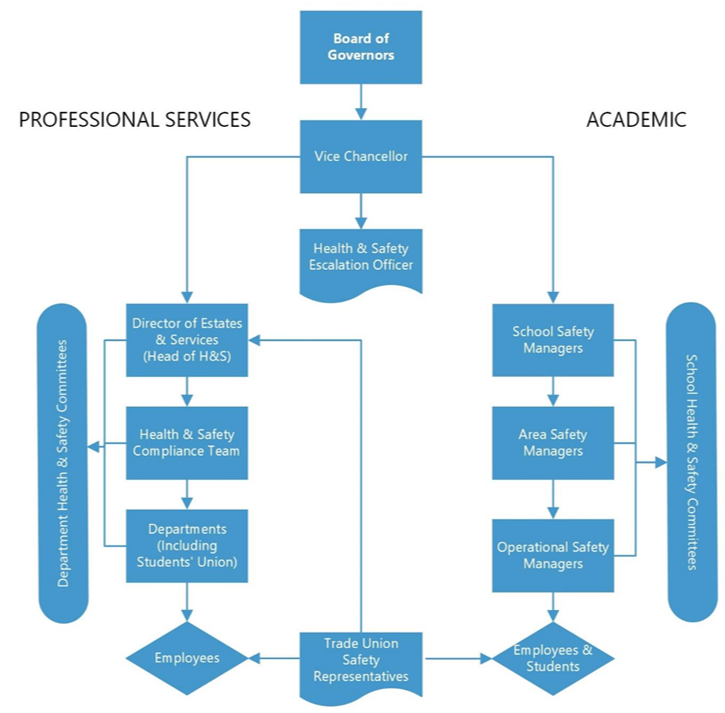 Board of
Governors
PROFESSIONAL SERVICES
ACADEMIC
Vice Chancellor
Health & Safety
Escalation Officer
Director of Estates
& Services
(Head of H&S)
School Safety
Managers
Department Health & Safety Committees
School Health & Safety Committees
Health & Safety
Compliance Team
Area Safety
Managers
Departments
(Including
Students' Union)
Operational Safety
Managers
Employees
Trade Union
Safety
Representatives
Employees &
Students